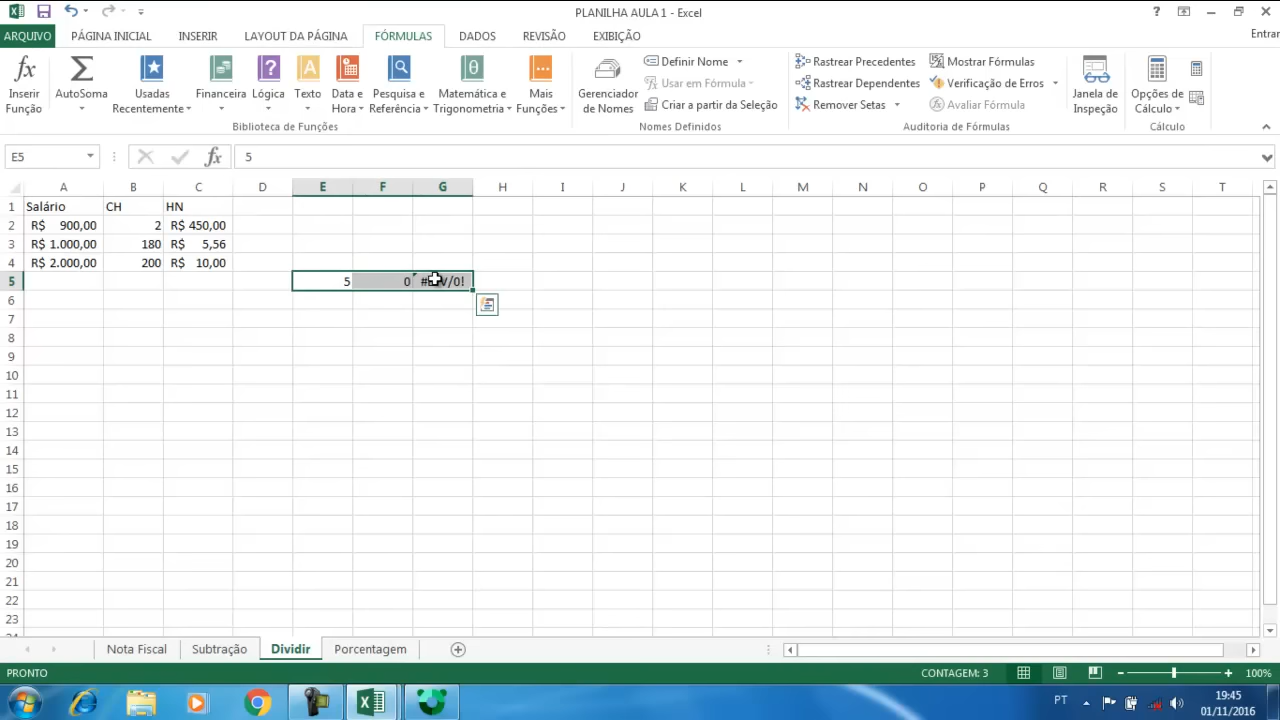 PLANILHA AULA 1 - Excel
ARQUIVO PÁGINA INICIAL INSERIR LAYOUT DA PÁGINA FÓRMULAS DADOS REVISÃO EXIBIÇÃO Entrar
fx Inserir Função
Σ AutoSoma
Usadas Recentemente
Financeira
Lógica
Texto
Data e Hora
Pesquisa e Referência
Matemática e Trigonometria
Mais Funções
Biblioteca de Funções
Gerenciador de Nomes
Definir Nome
Usar em Fórmula
Criar a partir da Seleção
Nomes Definidos
Rastrear Precedentes
Rastrear Dependentes
Remover Setas
Mostrar Fórmulas
Verificação de Erros
Avaliar Fórmula
Auditoria de Fórmulas
Janela de Inspeção
Opções de Cálculo
Cálculo
E5 fx 5
A B C D E F G H I J K L M N O P Q R S T
1 Salário CH HN
2 R$ 900,00 2 R$ 450,00
3 R$ 1.000,00 180 R$ 5,56
4 R$ 2.000,00 200 R$ 10,00
5 5 0 V/0!
6
7
8
9
10
11
12
13
14
15
16
17
18
19
20
21
22
23
Nota Fiscal Subtração Dividir Porcentagem
PRONTO CONTAGEM: 3 100%
PT 19:45
01/11/2016